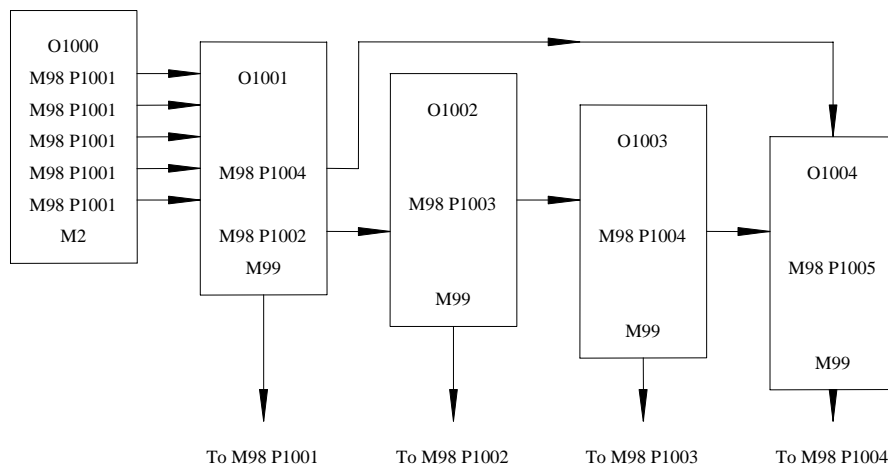 O1000
M98 P1001
M98 P1001
M98 P1001
M98 P1001
M98 P1001
M2
O1001
M98 P1004
M98 P1002
M99
O1002
M98 P1003
M99
O1003
M98 P1004
M99
O1004
M98 P1005
M99
To M98 P1001
To M98 P1002
To M98 P1003
To M98 P1004